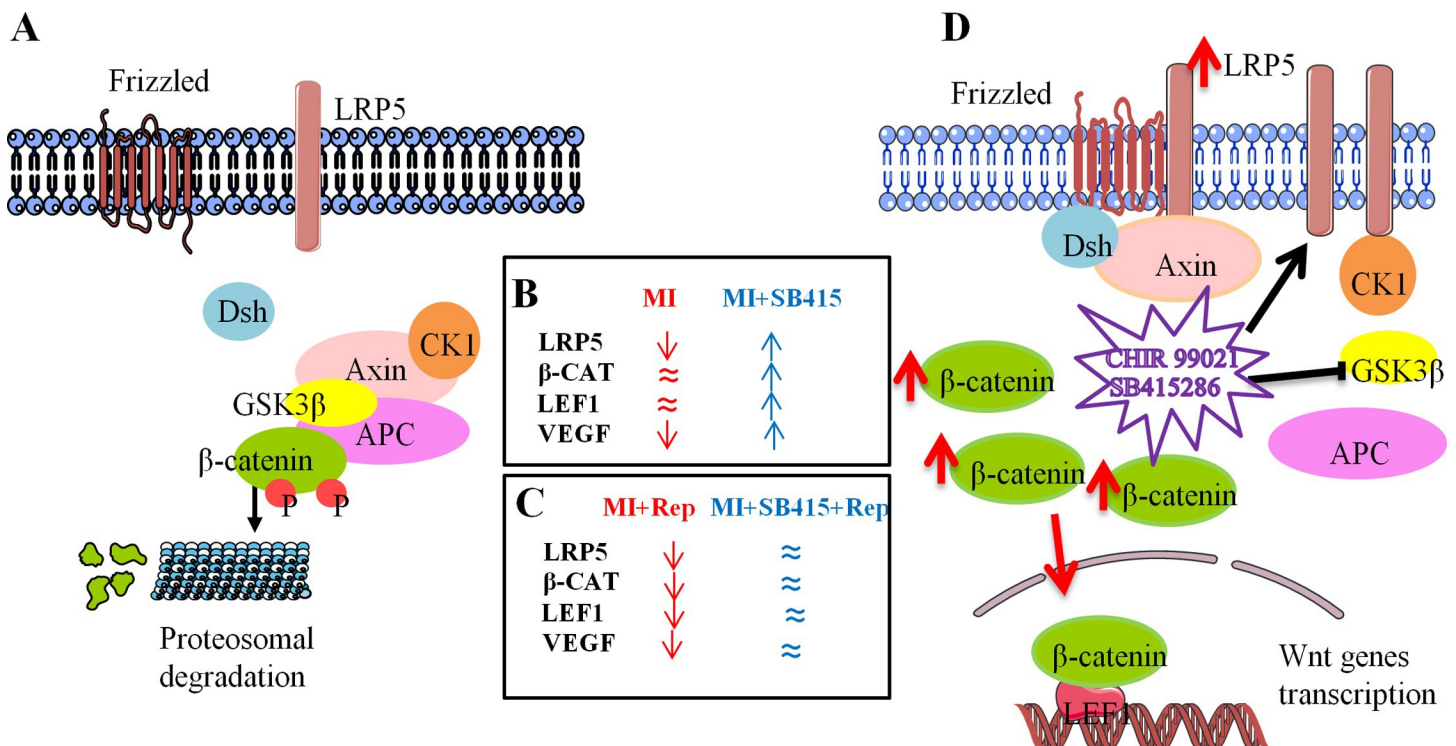 A
Frizzled
LRP5
Dsh
CK1
Axin
GSK3β
APC
β-catenin
P P
Proteosomal
degradation
B
MI MI+SB415
LRP5 ↓ ↑
β-CAT ≈ ↑
LEF1 ≈ ↑
VEGF ↓ ↑
C
MI+Rep MI+SB415+Rep
LRP5 ↓ ≈
β-CAT ↓ ≈
LEF1 ↓ ≈
VEGF ↓ ≈
D
LRP5
Frizzled
Dsh
Axin
CK1
CHIR 99021
SB415286
GSK3β
β-catenin
APC
β-catenin
β-catenin
β-catenin
LEF1
Wnt genes
transcription